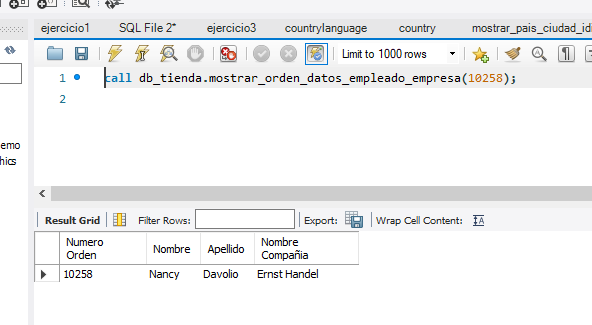 ejercicio1 SQL File 2* ejercicio3 countrylanguage country mostrar_pais_ciudad_idi
Limit to 1000 rows
1 call db_tienda.mostrar_orden_datos_empleado_empresa(10258);
2
emo
hics
Result Grid Filter Rows: Export: Wrap Cell Content:
Numero Orden Nombre Apellido Nombre Compañia
10258 Nancy Davolio Ernst Handel